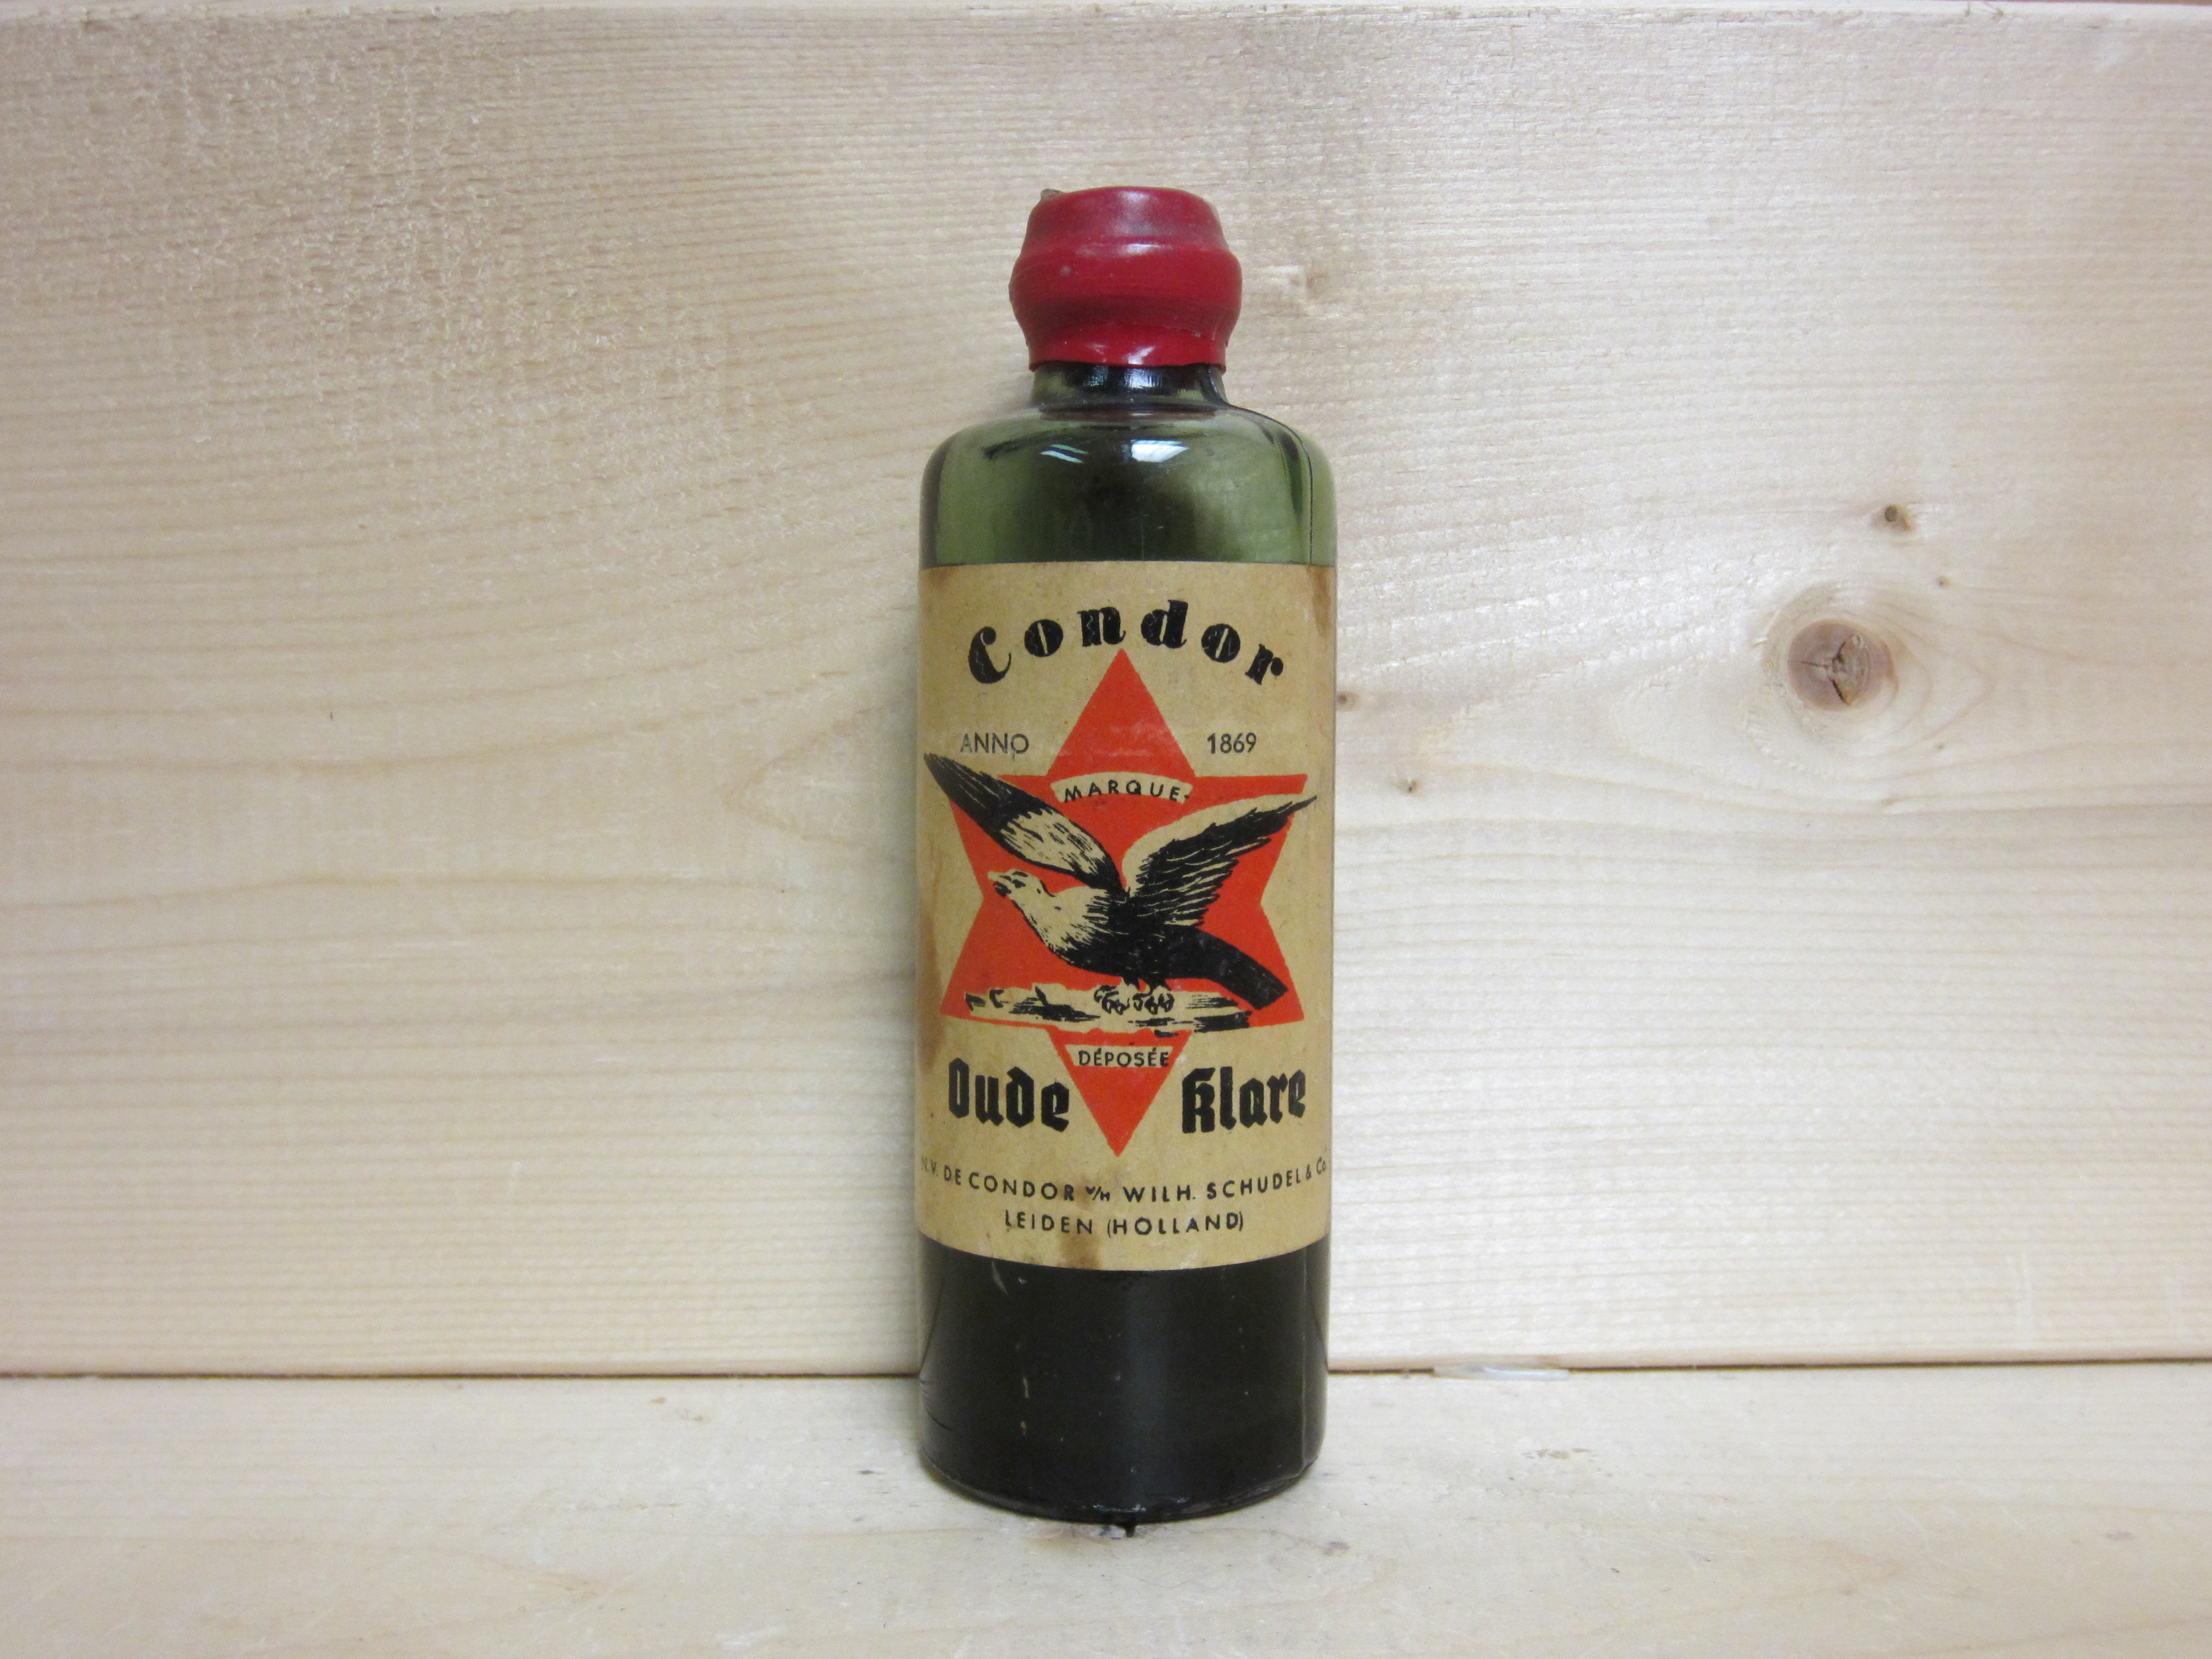 Condor
ANNO 1869
MARQUE
DÉPOSÉE
Oude Klare
N.V. DE CONDOR v/h WILH. SCHUDEL & Co.
LEIDEN (HOLLAND)